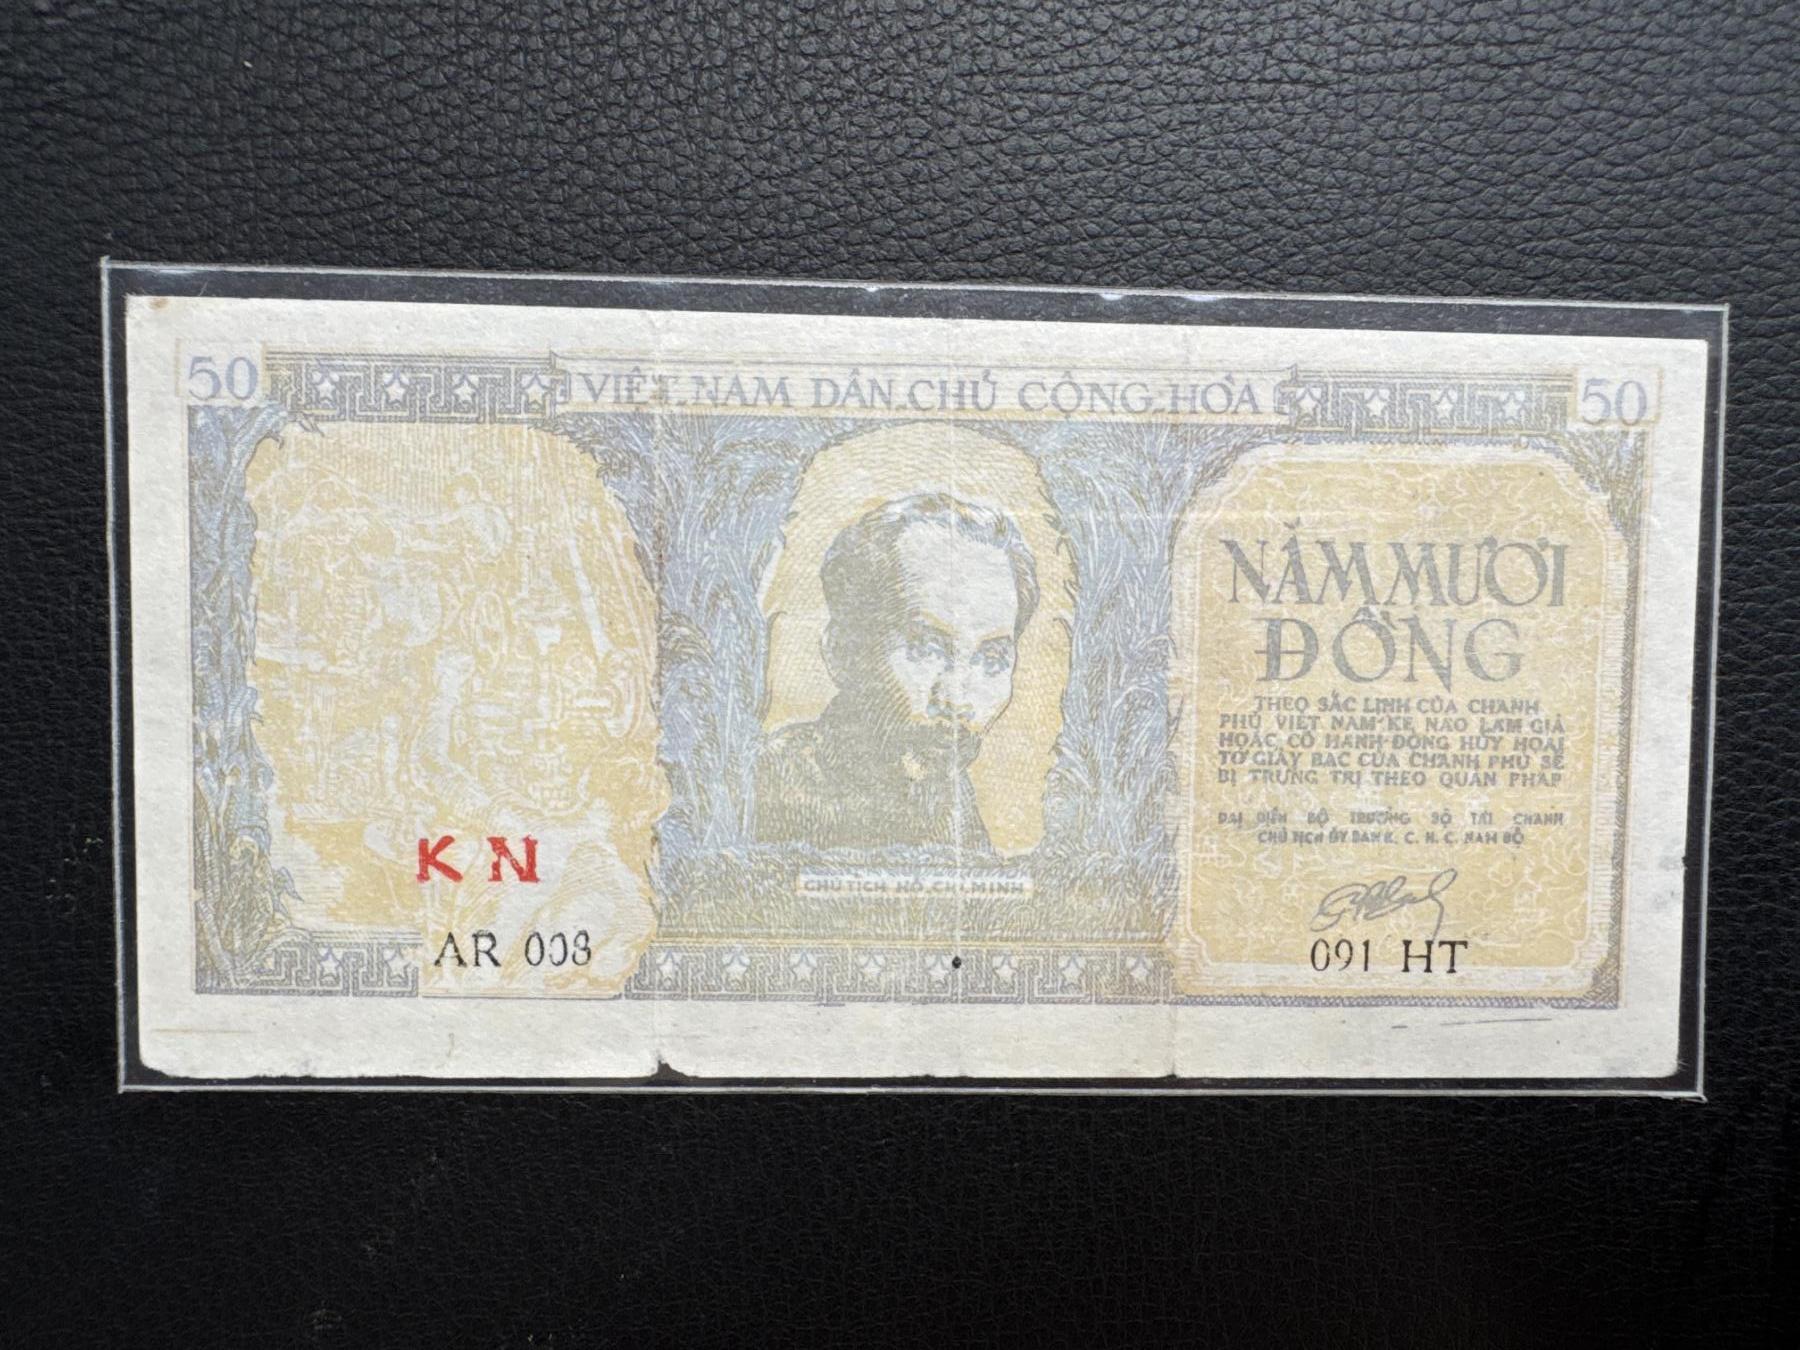 50 VIỆT NAM DÂN CHỦ CỘNG HÒA 50
NĂM MƯƠI
ĐỒNG
THEO SẮC LỊNH CỦA CHANH
PHỦ VIỆT NAM KẺ NÀO LÀM GIẢ
HOẶC CÓ HÀNH ĐỘNG HỦY HOẠI
TỜ GIẤY BẠC CỦA CHÁNH PHỦ SẼ
BỊ TRỪNG TRỊ THEO QUÂN PHÁP
ĐẠI DIỆN BỘ TRƯỞNG BỘ TÀI CHÁNH
CHỦ TỊCH ỦY BAN K. C. H. C. NAM BỘ
K N
CHỦ TỊCH HỒ CHÍ MINH
AR 008
091 HT